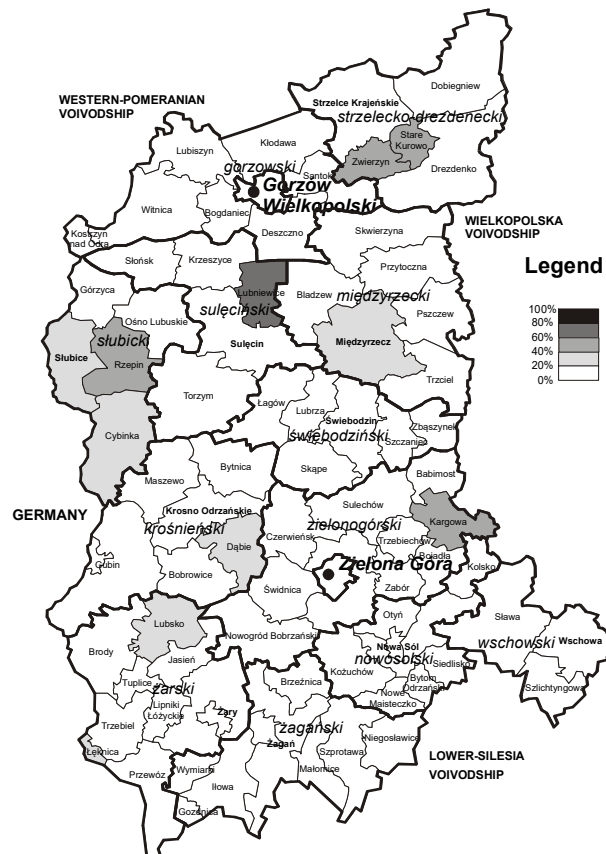 WESTERN-POMERANIAN
VOIVODSHIP
Dobiegniew
Strzelce Krajeńskie
strzelecko-drezdenecki
Stare
Kurowo
Zwierzyn
Drezdenko
Kłodawa
Lubiszyn
gorzowski
Santok
Gorzów
Wielkopolski
Witnica
Bogdaniec
Deszczno
Kostrzyn
nad Odrą
WIELKOPOLSKA
VOIVODSHIP
Skwierzyna
Słońsk
Krzeszyce
Przytoczna
Legend
100%
80%
60%
40%
20%
0%
Górzyca
Lubniewice
Bladzew
międzyrzecki
Pszczew
Ośno Lubuskie
sulęciński
słubicki
Słubice
Rzepin
Sulęcin
Międzyrzecz
Trzciel
Torzym
Łagów
Lubrza
Świebodzin
Zbąszynek
świebodziński
Szczaniec
Cybinka
Skąpe
Bytnica
Maszewo
Babimost
GERMANY
Krosno Odrzańskie
krośnieński
Sulechów
zielonogórski
Kargowa
Dąbie
Czerwieńsk
Trzebiechów
Bojadła
Gubin
Bobrowice
Zielona Góra
Kolsko
Świdnica
Zabór
Otyń
Sława
Lubsko
Nowogród Bobrzański
Nowa Sól
nowosolski
wschowski
Wschowa
Brody
Jasień
Kożuchów
Siedlisko
Tuplice
żarski
Brzeźnica
Bytom
Odrzański
Nowe
Maisteczko
Szlichtyngowa
Lipniki
Łóżyckie
Żary
Trzebiel
żagański
Żagań
Niegosławice
Łęknica
Szprotawa
LOWER-SILESIA
VOIVODSHIP
Przewóz
Wymiarki
Małomice
Iłowa
Gozdnica